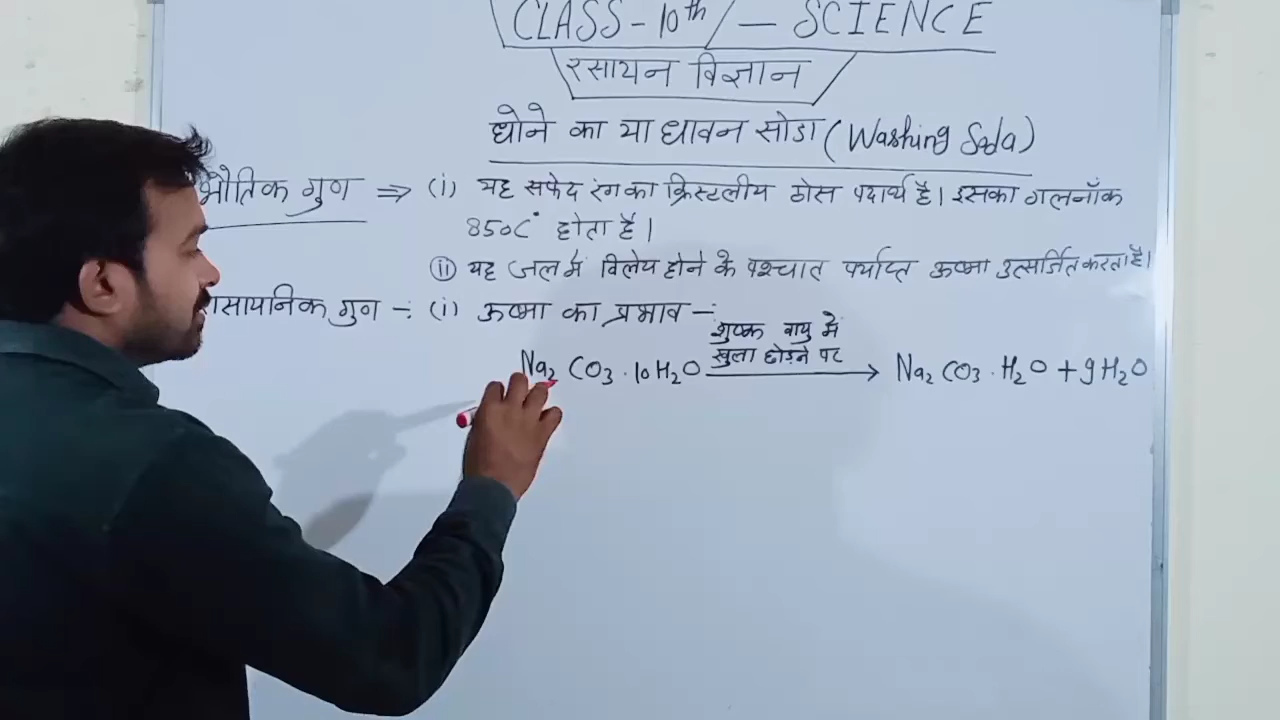 CLASS - 10th - SCIENCE
रसायन विज्ञान
धोने का या धावन सोडा (Washing Soda)
भौतिक गुण ⇒ (i) यह सफेद रंग का क्रिस्टलीय ठोस पदार्थ है। इसका गलनाँक
850C° होता है।
(ii) यह जल में विलेय होने के पश्चात पर्याप्त ऊष्मा उत्सर्जित करता है।
रासायनिक गुण -: (i) ऊष्मा का प्रभाव -:
शुष्क वायु में
खुला छोड़ने पर
Na₂CO₃·10H₂O ⟶ Na₂CO₃·H₂O + 9H₂O